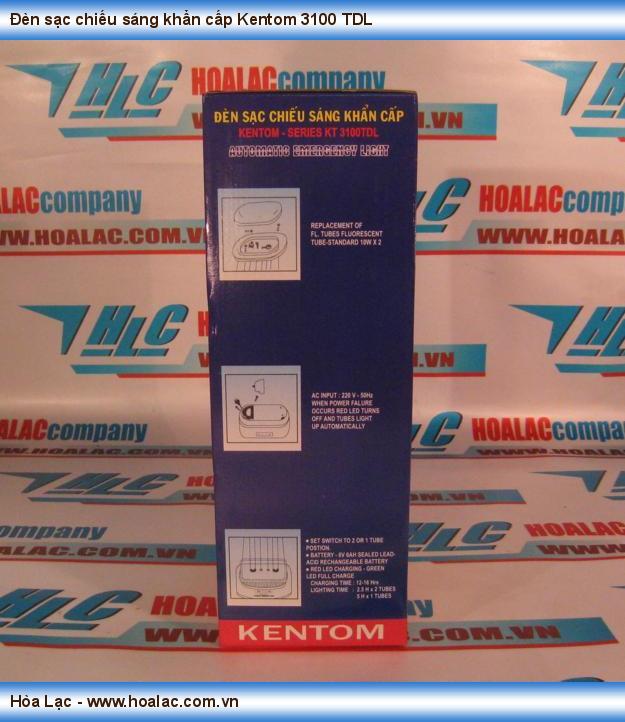 Đèn sạc chiếu sáng khẩn cấp Kentom 3100 TDL
HLC HOALACcompany
WWW.HOALAC.COM.VN
ĐÈN SẠC CHIẾU SÁNG KHẨN CẤP
KENTOM - SERIES KT 3100TDL
AUTOMATIC EMERGENCY LIGHT
REPLACEMENT OF
FL. TUBES FLUORESCENT
TUBE-STANDARD 10W X 2
AC INPUT : 220 V - 50Hz
WHEN POWER FAILURE
OCCURS RED LED TURNS
OFF AND TUBES LIGHT
UP AUTOMATICALLY
• SET SWITCH TO 2 OR 1 TUBE
POSTION.
• BATTERY - 6V 6AH SEALED LEAD-
ACID RECHARGEABLE BATTERY
• RED LED CHARGING - GREEN
LED FULL CHARGE
CHARGING TIME : 12-16 Hrs
LIGHTING TIME : 2.5 H x 2 TUBES
5 H x 1 TUBES
KENTOM
Hòa Lạc - www.hoalac.com.vn